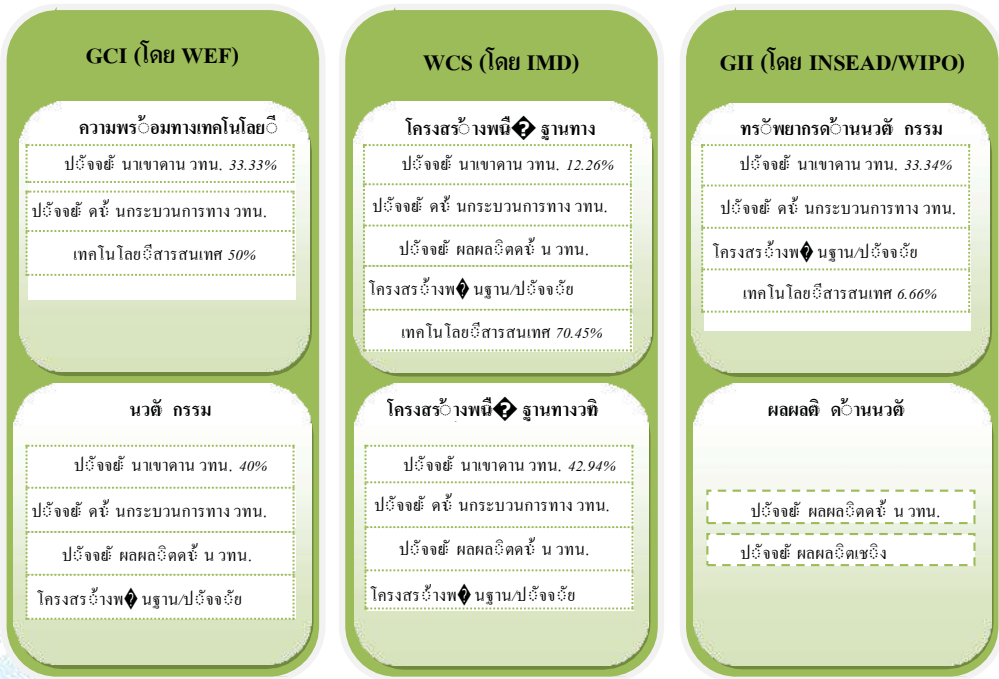 GCI (โดย WEF)
ความพร้อมทางเทคโนโลยี
ปัจจัย นาเขาดาน วทน. 33.33%
ปัจจัย ด้ นกระบวนการทาง วทน.
เทคโนโลยีสารสนเทศ 50%
นวัต กรรม
ปัจจัย นาเขาดาน วทน. 40%
ปัจจัย ด้ นกระบวนการทาง วทน.
ปัจจัย ผลผลิตด้ น วทน.
โครงสร้างพ นฐาน/ปัจจัย
WCS (โดย IMD)
โครงสร้างพื ฐานทาง
ปัจจัย นาเขาดาน วทน. 12.26%
ปัจจัย ด้ นกระบวนการทาง วทน.
ปัจจัย ผลผลิตด้ น วทน.
โครงสร้างพ นฐาน/ปัจจัย
เทคโนโลยีสารสนเทศ 70.45%
โครงสร้างพื ฐานทางวิท
ปัจจัย นาเขาดาน วทน. 42.94%
ปัจจัย ด้ นกระบวนการทาง วทน.
ปัจจัย ผลผลิตด้ น วทน.
โครงสร้างพ นฐาน/ปัจจัย
GII (โดย INSEAD/WIPO)
ทรัพยากรด้านนวัต กรรม
ปัจจัย นาเขาดาน วทน. 33.34%
ปัจจัย ด้ นกระบวนการทาง วทน.
โครงสร้างพ นฐาน/ปัจจัย
เทคโนโลยีสารสนเทศ 6.66%
ผลผลิต ด้านนวัต
ปัจจัย ผลผลิตด้ น วทน.
ปัจจัย ผลผลิตเชิง